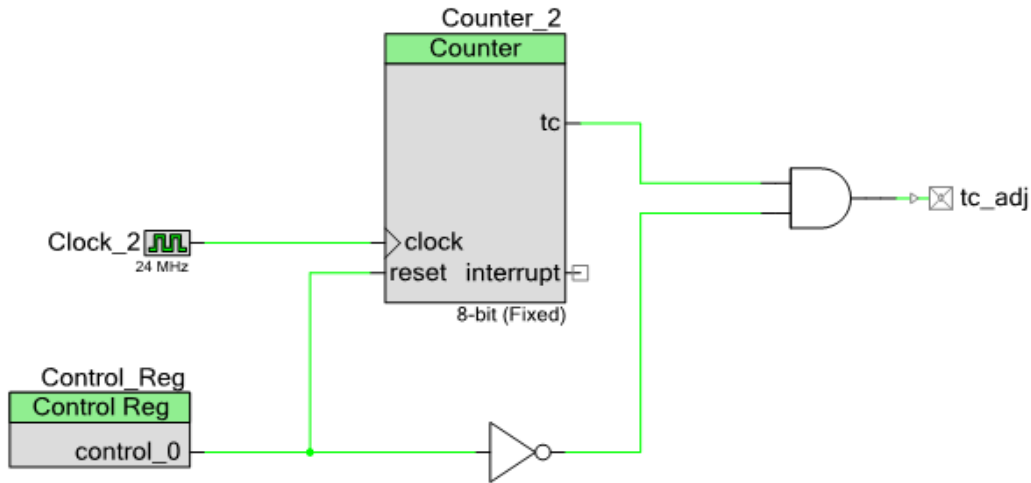 Counter_2
Counter
tc
tc_adj
Clock_2
24 MHz
clock
reset
interrupt
8-bit (Fixed)
Control_Reg
Control Reg
control_0